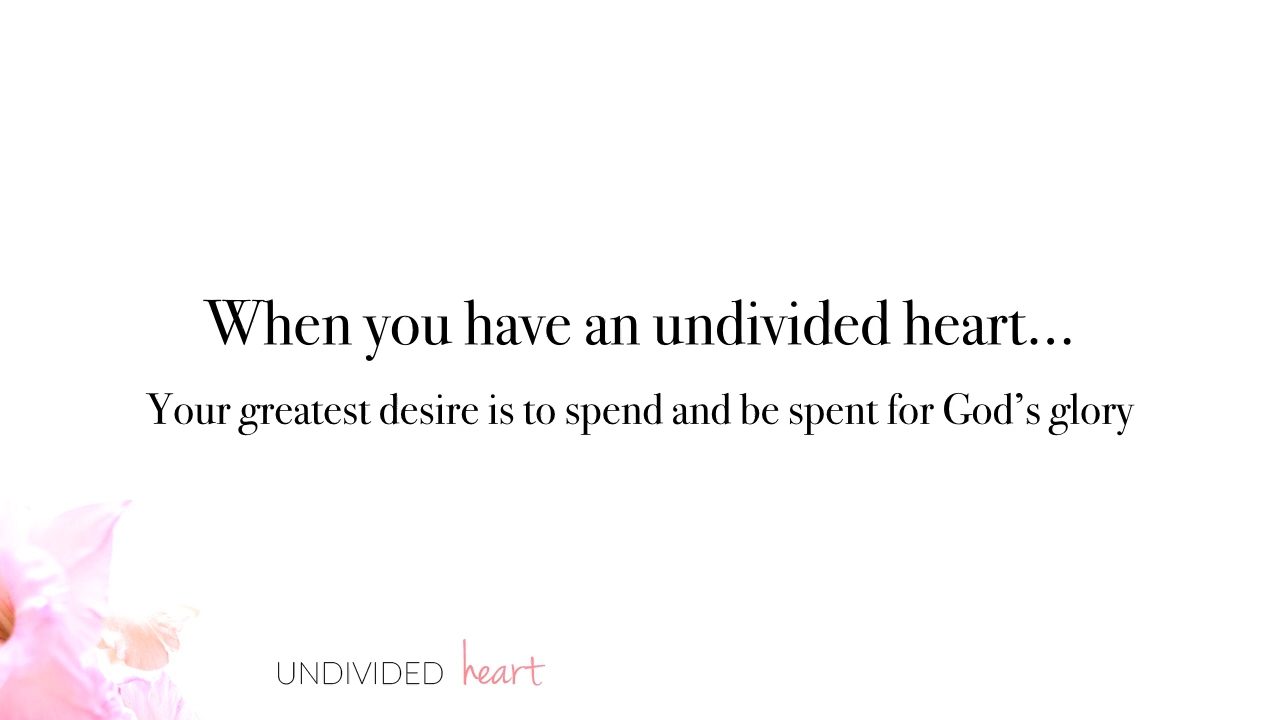 When you have an undivided heart...
Your greatest desire is to spend and be spent for God’s glory
UNDIVIDED heart